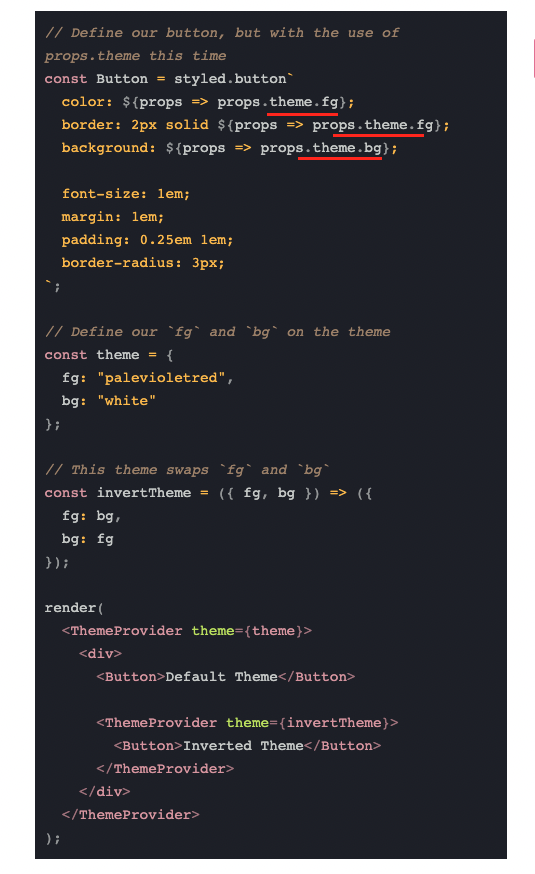 // Define our button, but with the use of
props.theme this time
const Button = styled.button`
  color: ${props => props.theme.fg};
  border: 2px solid ${props => props.theme.fg};
  background: ${props => props.theme.bg};

  font-size: 1em;
  margin: 1em;
  padding: 0.25em 1em;
  border-radius: 3px;
`;

// Define our `fg` and `bg` on the theme
const theme = {
  fg: "palevioletred",
  bg: "white"
};

// This theme swaps `fg` and `bg`
const invertTheme = ({ fg, bg }) => ({
  fg: bg,
  bg: fg
});

render(
  <ThemeProvider theme={theme}>
    <div>
      <Button>Default Theme</Button>

      <ThemeProvider theme={invertTheme}>
        <Button>Inverted Theme</Button>
      </ThemeProvider>
    </div>
  </ThemeProvider>
);